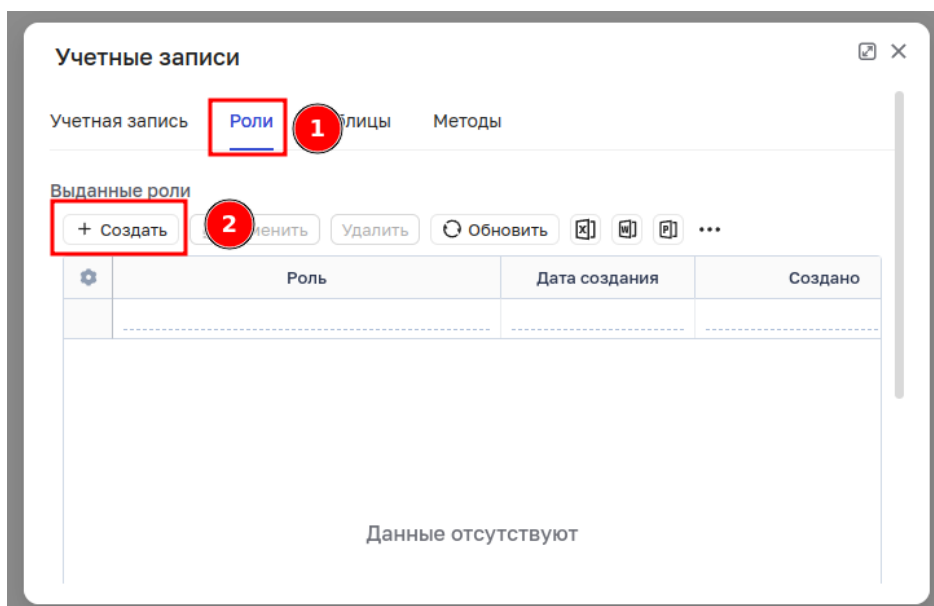 Учетные записи
Учетная запись Роли 1 Методы
Выданные роли
+ Создать 2 Удалить Обновить ...
Роль Дата создания Создано
Данные отсутствуют